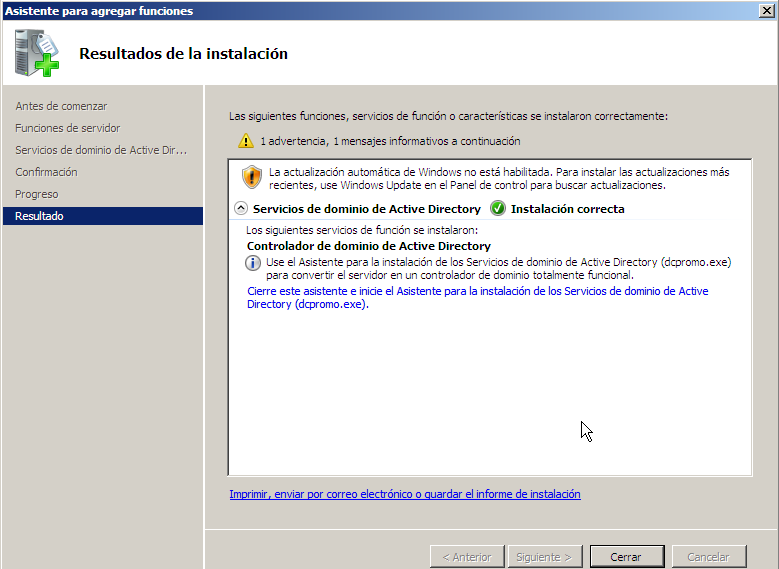 Asistente para agregar funciones
Resultados de la instalación
Antes de comenzar
Funciones de servidor
Servicios de dominio de Active Dir...
Confirmación
Progreso
Resultado
Las siguientes funciones, servicios de función o características se instalaron correctamente:
1 advertencia, 1 mensajes informativos a continuación
La actualización automática de Windows no está habilitada. Para instalar las actualizaciones más
recientes, use Windows Update en el Panel de control para buscar actualizaciones.
Servicios de dominio de Active Directory Instalación correcta
Los siguientes servicios de función se instalaron:
Controlador de dominio de Active Directory
Use el Asistente para la instalación de los Servicios de dominio de Active Directory (dcpromo.exe)
para convertir el servidor en un controlador de dominio totalmente funcional.
Cierre este asistente e inicie el Asistente para la instalación de los Servicios de dominio de Active
Directory (dcpromo.exe).
Imprimir, enviar por correo electrónico o guardar el informe de instalación
< Anterior Siguiente > Cerrar Cancelar